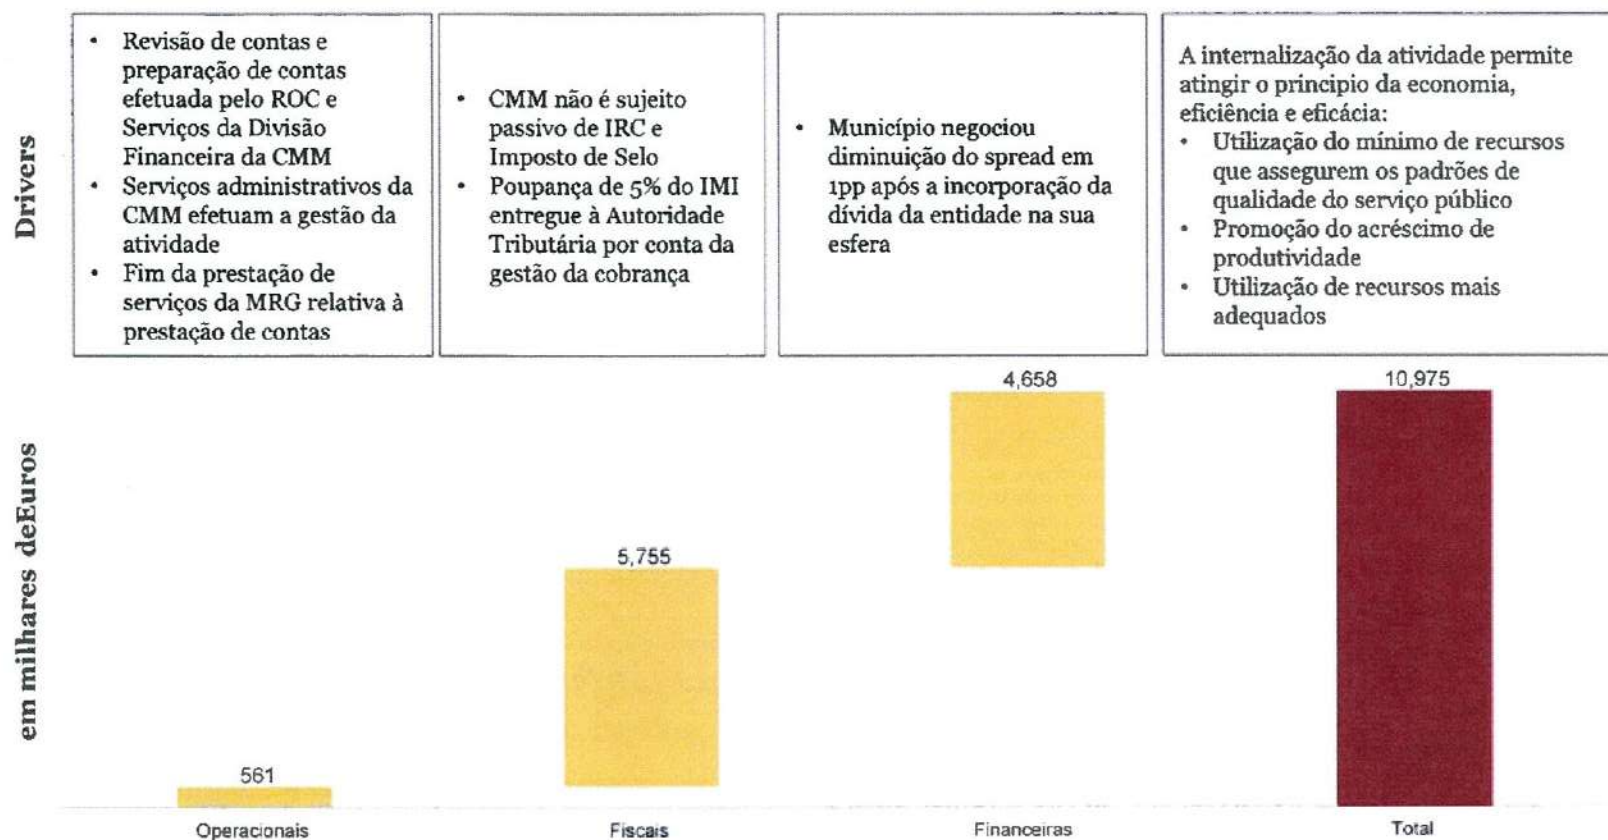 Drivers
• Revisão de contas e
preparação de contas
efetuada pelo ROC e
Serviços da Divisão
Financeira da CMM
• Serviços administrativos da
CMM efetuam a gestão da
atividade
• Fim da prestação de
serviços da MRG relativa à
prestação de contas
• CMM não é sujeito
passivo de IRC e
Imposto de Selo
• Poupança de 5% do IMI
entregue à Autoridade
Tributária por conta da
gestão da cobrança
• Município negociou
diminuição do spread em
1pp após a incorporação da
dívida da entidade na sua
esfera
A internalização da atividade permite
atingir o principio da economia,
eficiência e eficácia:
• Utilização do mínimo de recursos
que assegurem os padrões de
qualidade do serviço público
• Promoção do acréscimo de
produtividade
• Utilização de recursos mais
adequados
em milhares deEuros
561
5,755
4,658
10,975
Operacionais
Fiscais
Financeiras
Total